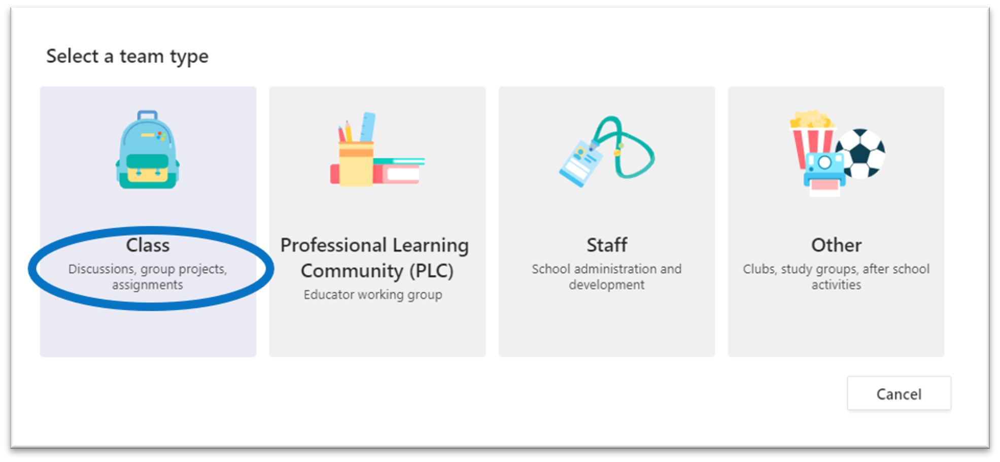 Select a team type
Class
Discussions, group projects,
assignments
Professional Learning
Community (PLC)
Educator working group
Staff
School administration and
development
Other
Clubs, study groups, after school
activities
Cancel